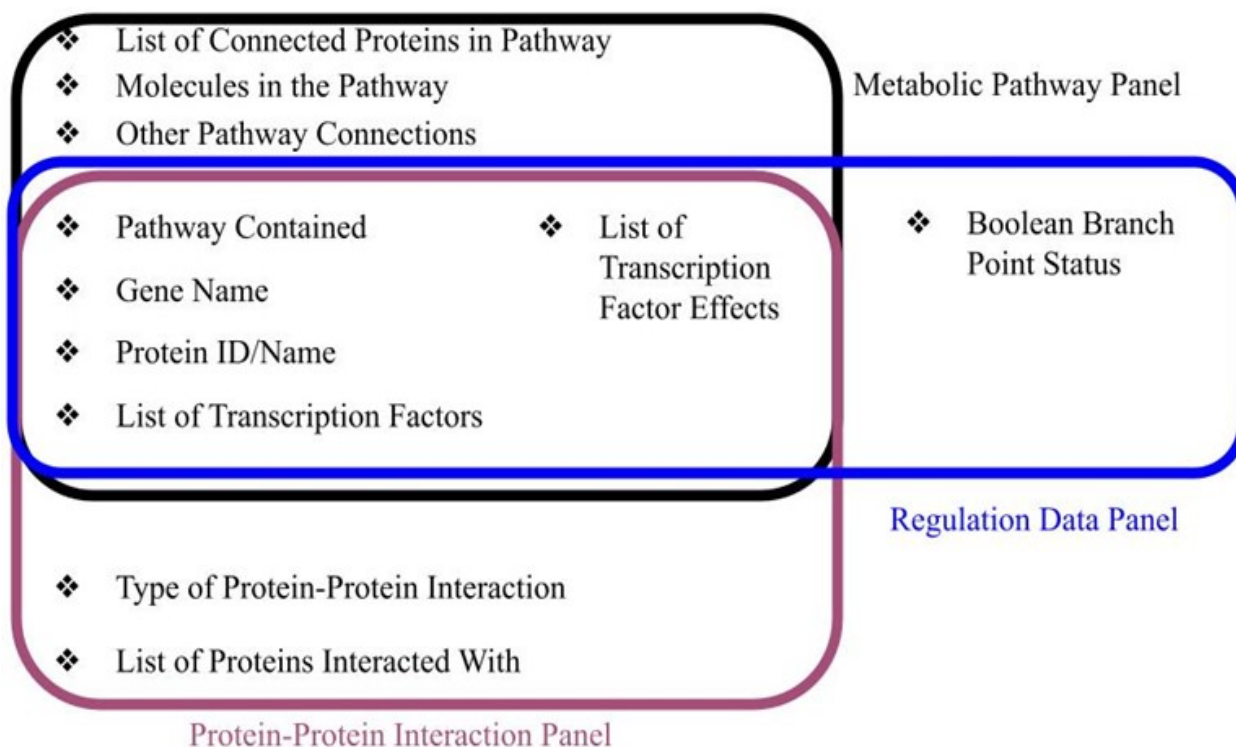 ❖ List of Connected Proteins in Pathway
❖ Molecules in the Pathway
❖ Other Pathway Connections
Metabolic Pathway Panel
❖ Pathway Contained
❖ Gene Name
❖ Protein ID/Name
❖ List of Transcription Factors
❖ List of
Transcription
Factor Effects
❖ Boolean Branch
Point Status
Regulation Data Panel
❖ Type of Protein-Protein Interaction
❖ List of Proteins Interacted With
Protein-Protein Interaction Panel